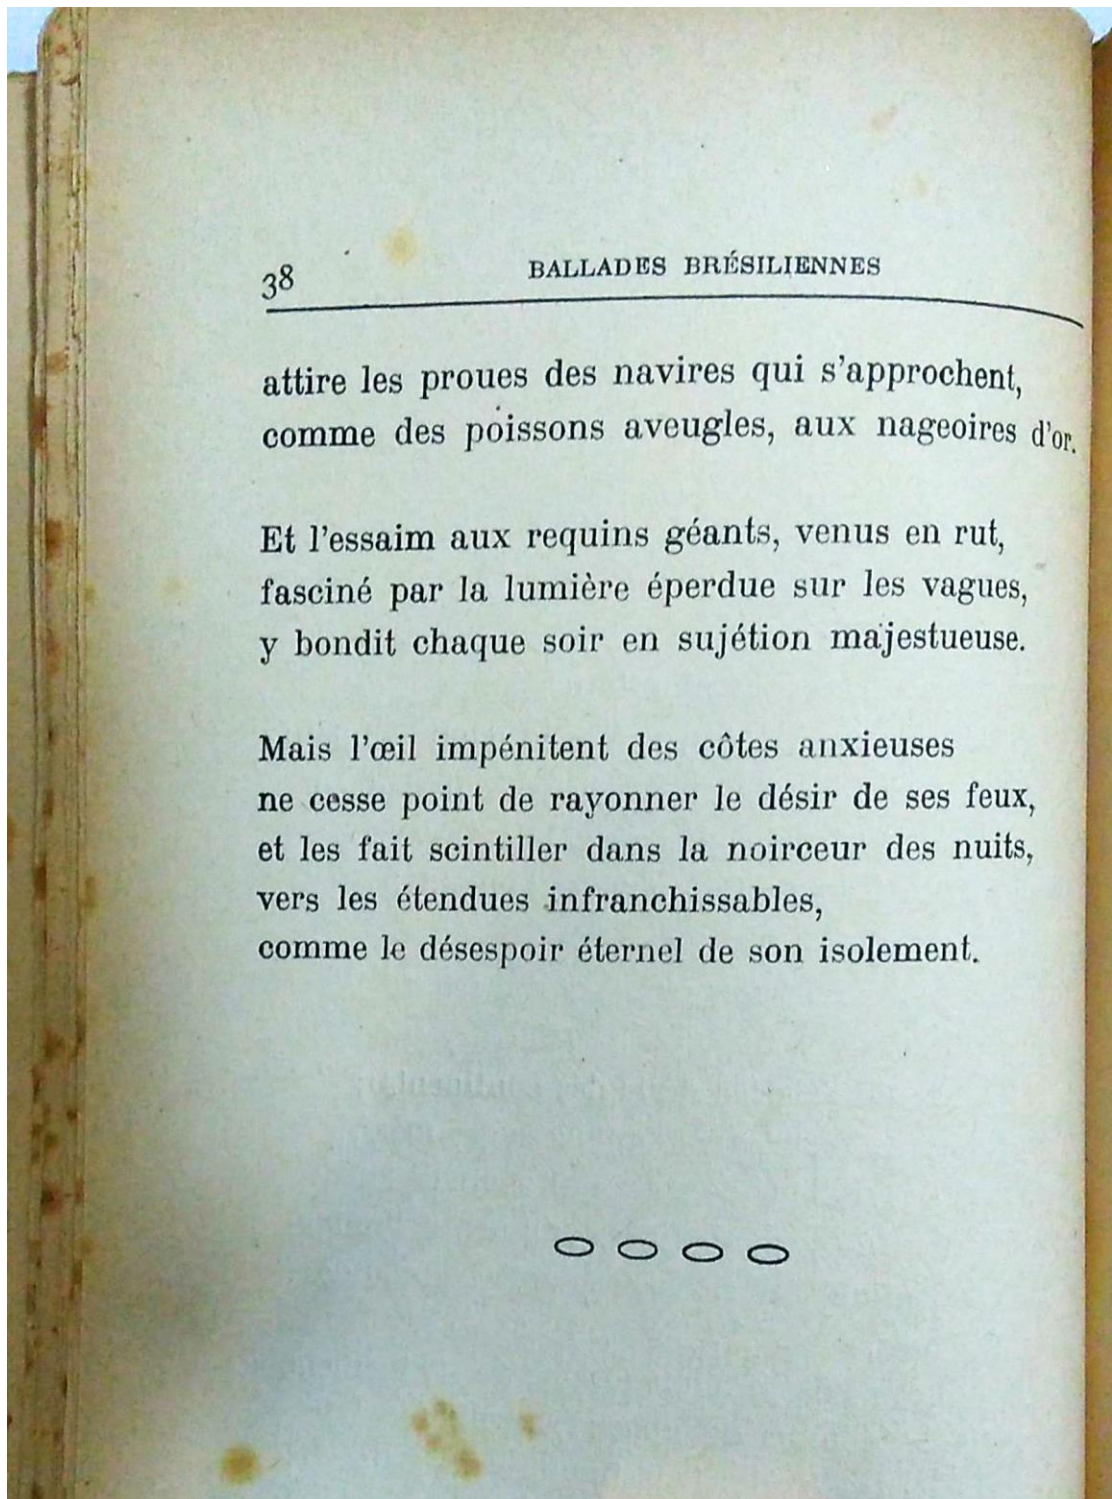 38 BALLADES BRÉSILIENNES
attire les proues des navires qui s'approchent,
comme des poissons aveugles, aux nageoires d'or.
Et l'essaim aux requins géants, venus en rut,
fasciné par la lumière éperdue sur les vagues,
y bondit chaque soir en sujétion majestueuse.
Mais l'œil impénitent des côtes anxieuses
ne cesse point de rayonner le désir de ses feux,
et les fait scintiller dans la noirceur des nuits,
vers les étendues infranchissables,
comme le désespoir éternel de son isolement.